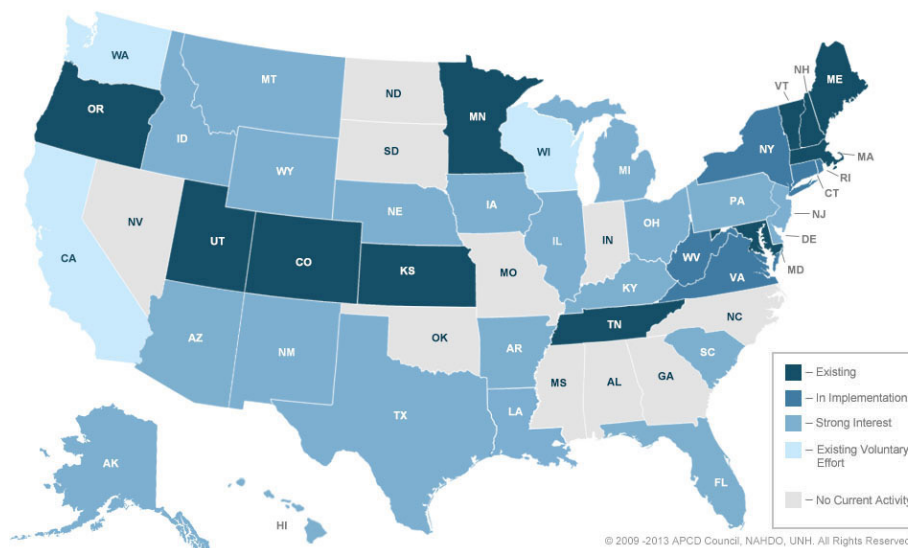 WA
MT
ND
MN
VT
NH
ME
OR
ID
SD
WI
NY
MA
WY
MI
RI
CT
IA
PA
NE
NJ
NV
OH
IL
IN
DE
UT
CO
WV
CA
KS
MO
VA
MD
KY
NC
TN
OK
AZ
NM
AR
SC
MS
AL
GA
– Existing
– In Implementation
LA
TX
– Strong Interest
– Existing Voluntary
Effort
AK
FL
– No Current Activity
HI
© 2009 -2013 APCD Council, NAHDO, UNH. All Rights Reserved